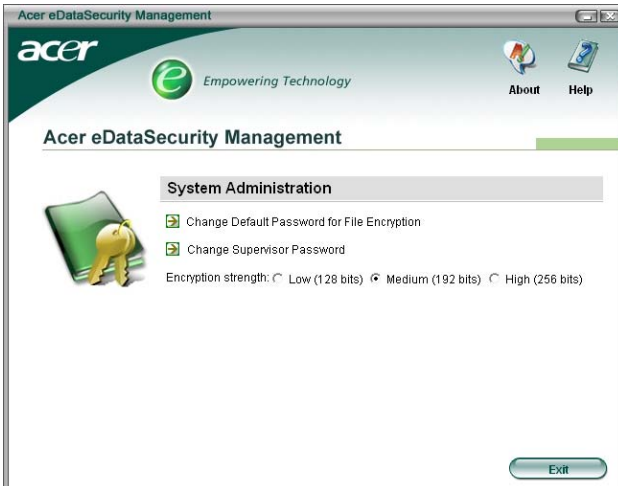 Acer eDataSecurity Management
acer
e Empowering Technology
About Help
Acer eDataSecurity Management
System Administration
Change Default Password for File Encryption
Change Supervisor Password
Encryption strength: Low (128 bits) Medium (192 bits) High (256 bits)
Exit